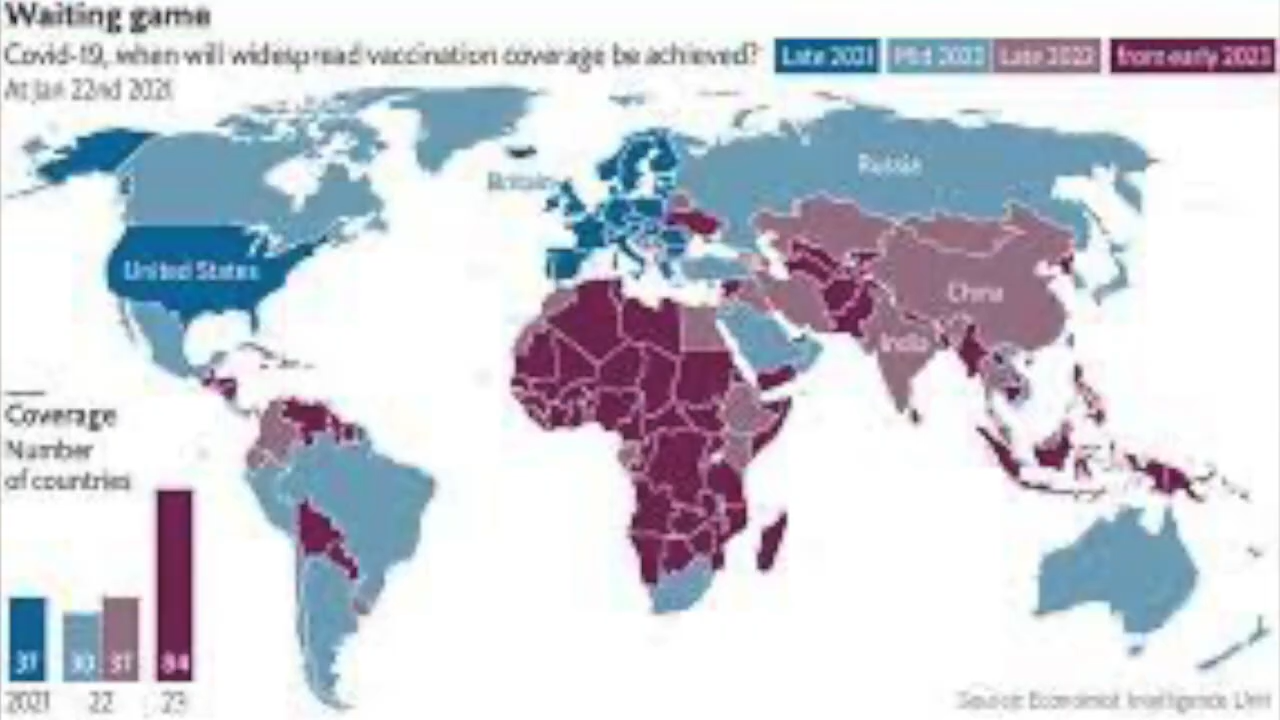 Waiting game
Covid-19, when will widespread vaccination coverage be achieved?
Late 2021 Mid 2022 Late 2022 from early 2023
At Jan 22nd 2021
Russia
Britain
United States
China
India
Coverage
Number
of countries
37 30 37 84
2021 22 23
Source: Economist Intelligence Unit